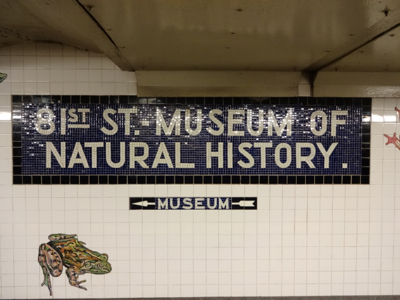 81ST ST. MUSEUM OF
NATURAL HISTORY.
MUSEUM